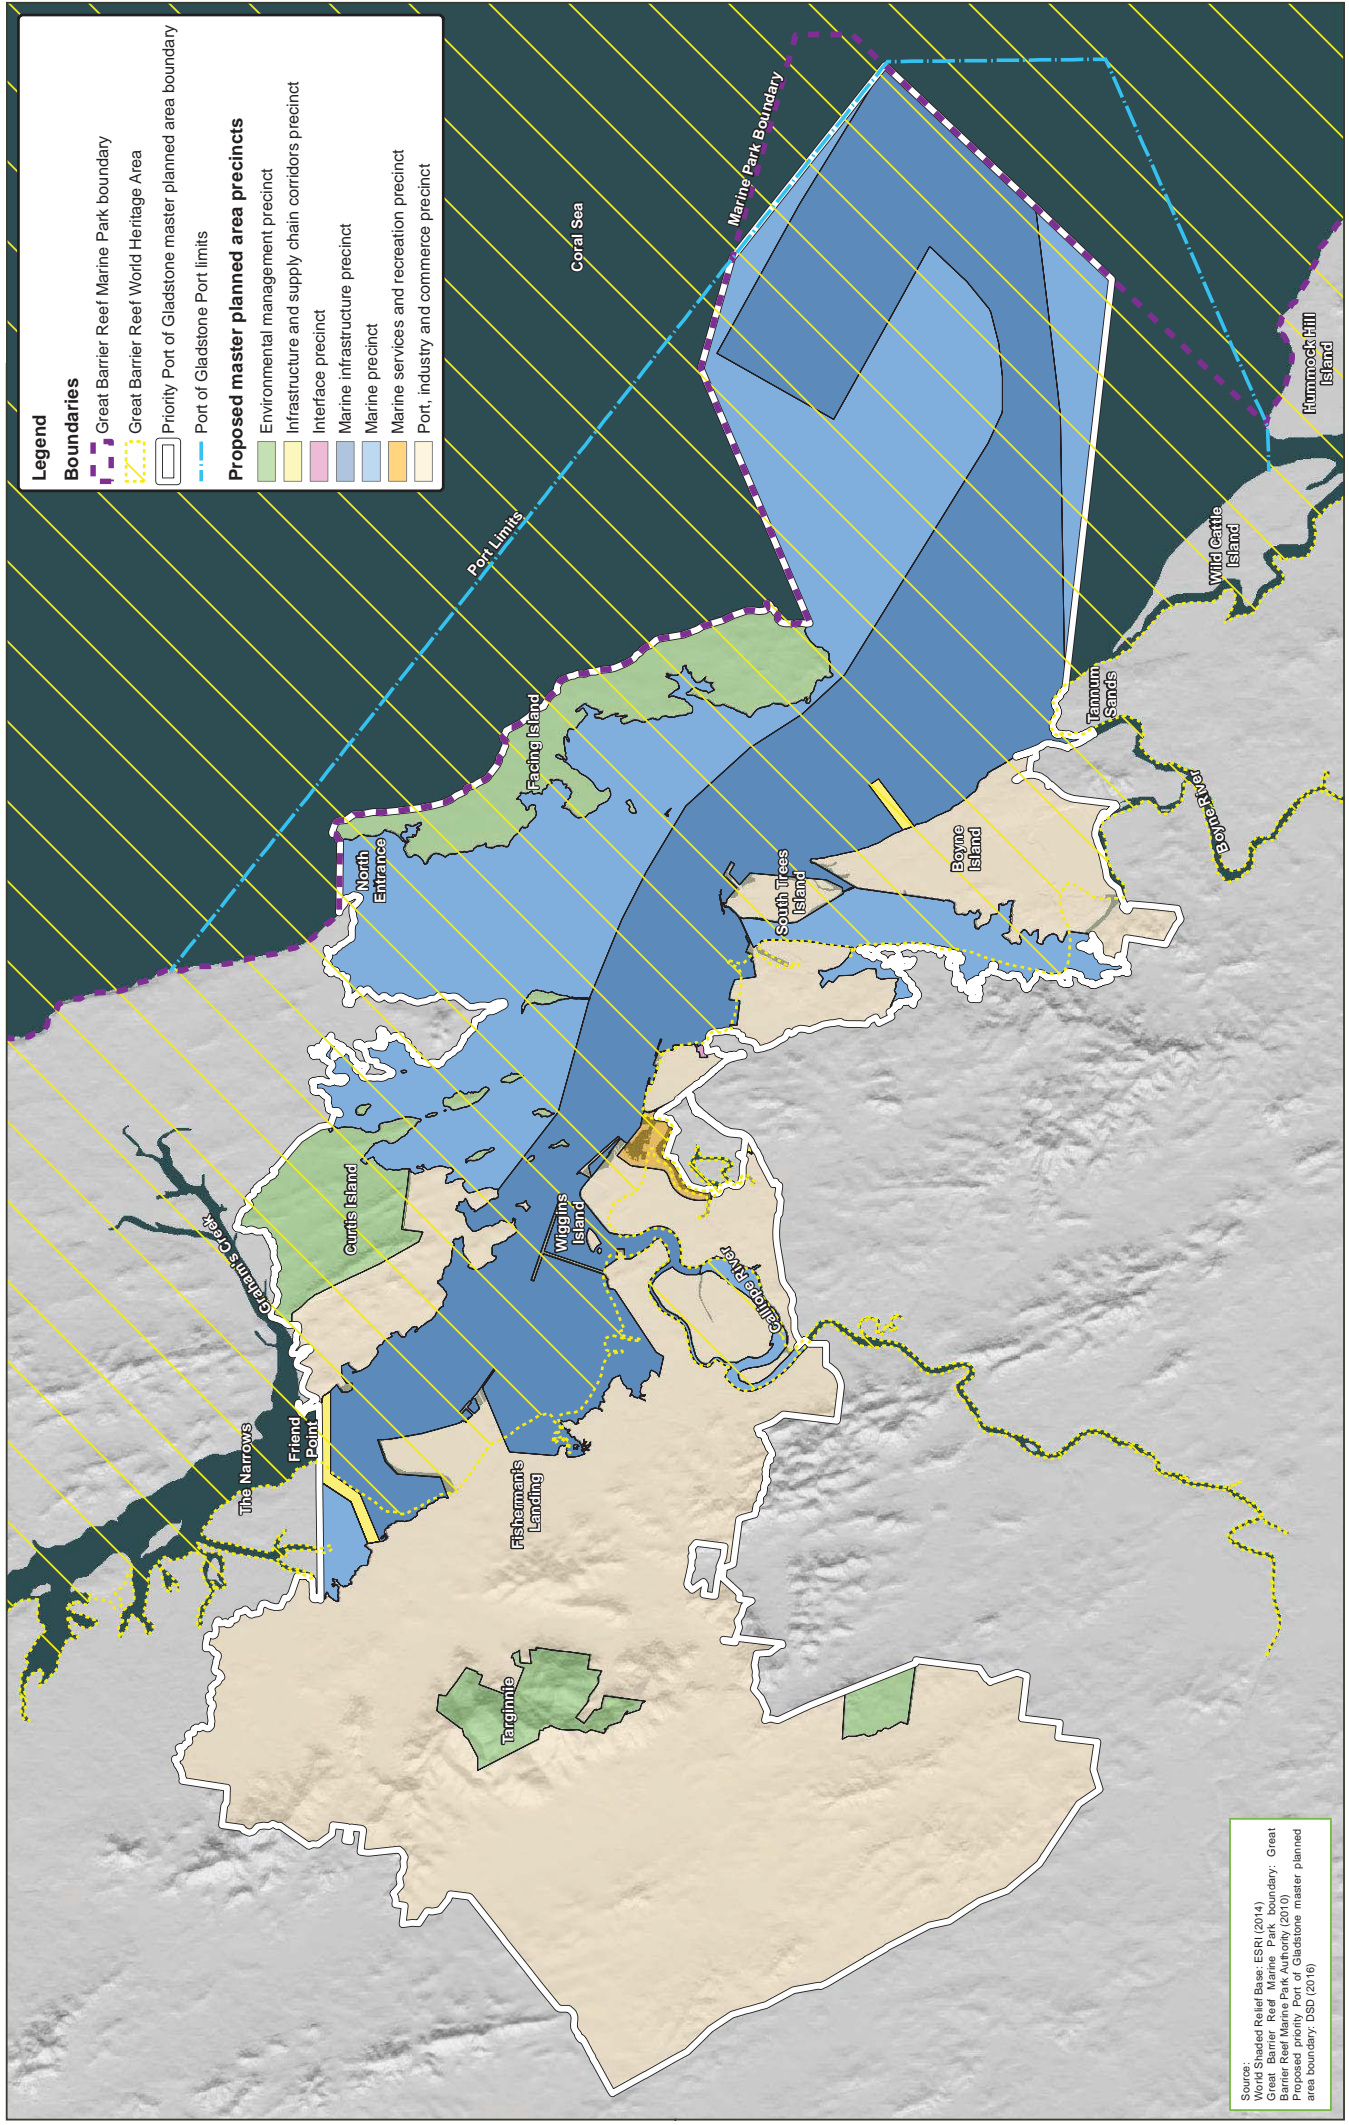 Legend
Boundaries
Great Barrier Reef Marine Park boundary
Great Barrier Reef World Heritage Area
Priority Port of Gladstone master planned area boundary
Port of Gladstone Port limits
Proposed master planned area precincts
Environmental management precinct
Infrastructure and supply chain corridors precinct
Interface precinct
Marine infrastructure precinct
Marine precinct
Marine services and recreation precinct
Port, industry and commerce precinct
Coral Sea
Marine Park Boundary
Port Limits
Graham's Creek
The Narrows
Friend
Point
Curtis Island
North
Entrance
Facing Island
Targinnie
Fisherman's
Landing
Wiggins
Island
Calliope River
South Trees
Island
Boyne
Island
Tannum
Sands
Boyne River
Wild Cattle
Island
Hummock Hill
Island
Source:
World Shaded Relief Base: ESRI (2014)
Great Barrier Reef Marine Park boundary: Great
Barrier Reef Marine Park Authority (2010)
Proposed priority Port of Gladstone master planned
area boundary: DSD (2016)